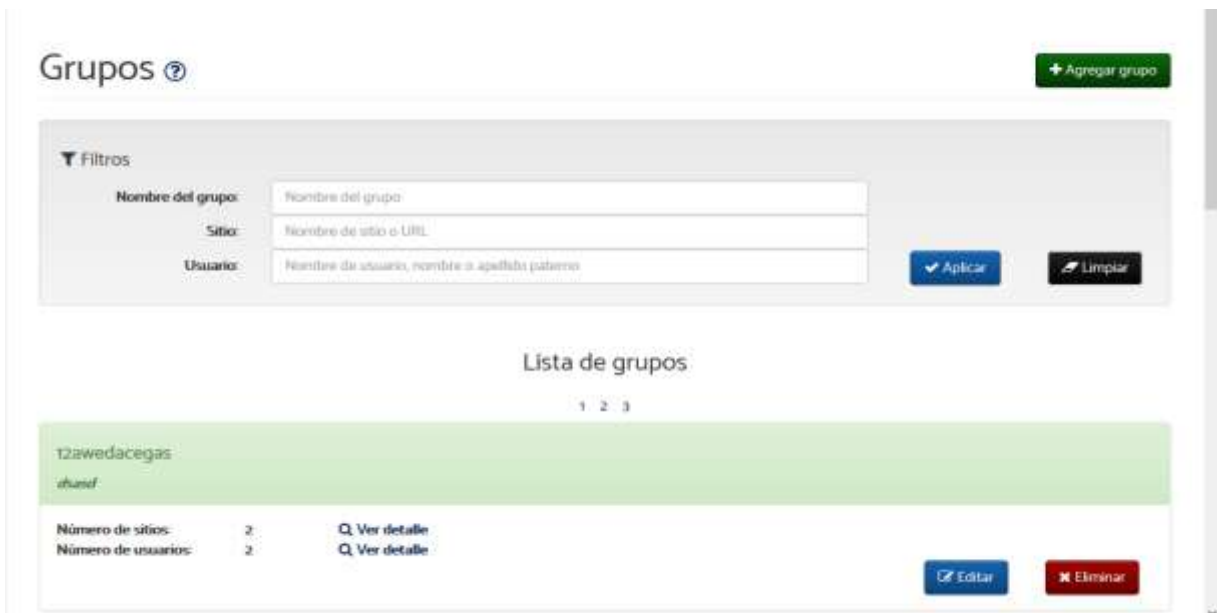 Grupos ?
Agregar grupo
Filtros
Nombre del grupo: Nombre del grupo
Sitio: Nombre de sitio o URL
Usuario: Nombre de usuario, nombre o apellido paterno
Aplicar Limpiar
Lista de grupos
1 2 3
12awedacegas
Número de sitios: 2 Ver detalle
Número de usuarios: 2 Ver detalle
Editar Eliminar